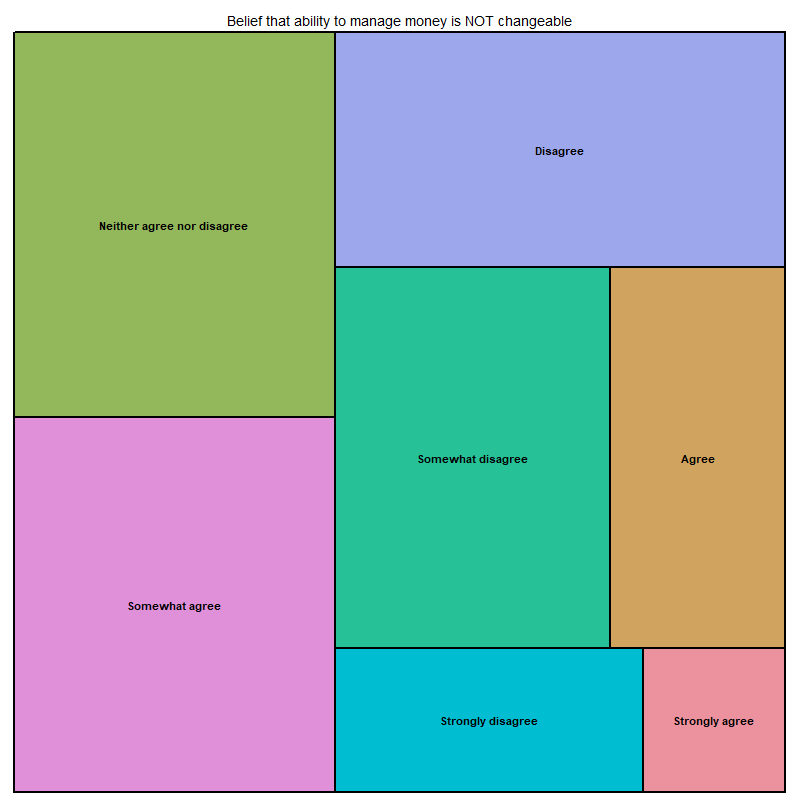 Belief that ability to manage money is NOT changeable
Disagree
Neither agree nor disagree
Somewhat disagree
Agree
Somewhat agree
Strongly disagree
Strongly agree